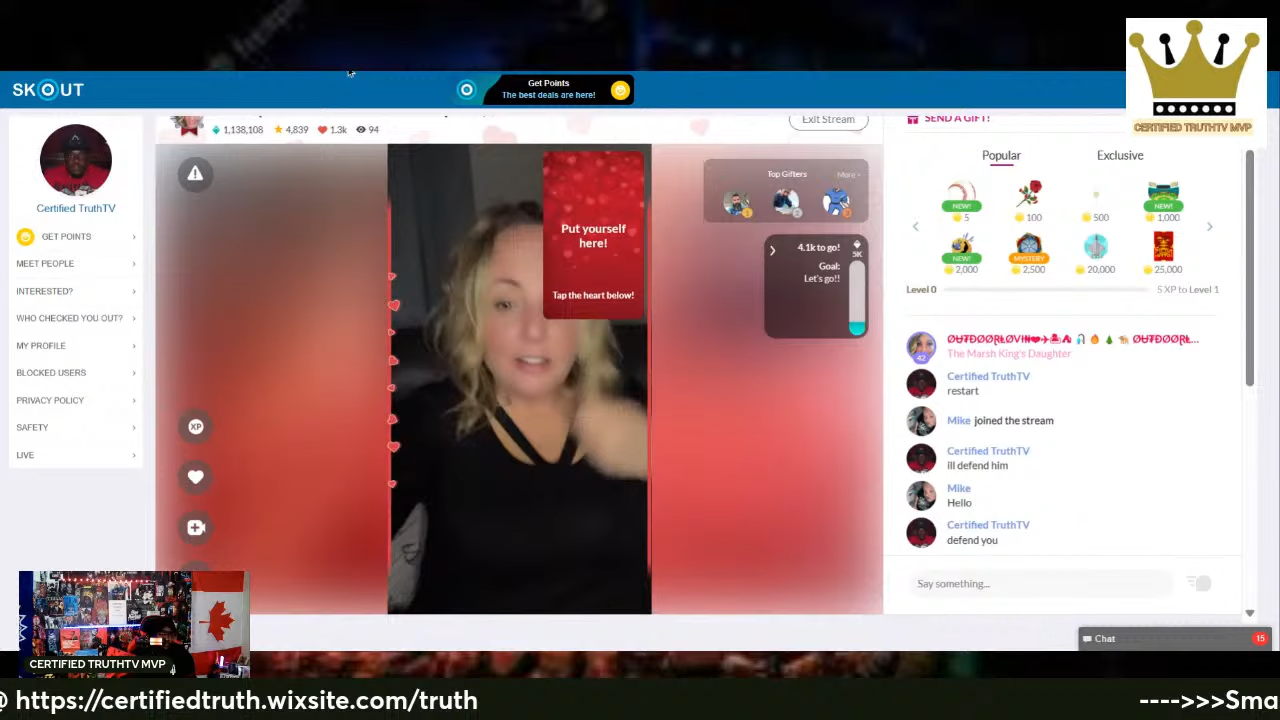 SKOUT
Get Points
The best deals are here!
CERTIFIED TRUTHTV MVP
1,138,108 4,839 1.3k 94
Exit Stream
SEND A GIFT!
Certified TruthTV
GET POINTS
MEET PEOPLE
INTERESTED?
WHO CHECKED YOU OUT?
MY PROFILE
BLOCKED USERS
PRIVACY POLICY
SAFETY
LIVE
XP
Put yourself
here!
Tap the heart below!
Top Gifters More
1 2 3
4.1k to go!
5K
Goal:
Let's go!!
Popular Exclusive
NEW! NEW!
5 100 500 1,000
NEW! MYSTERY
2,000 2,500 20,000 25,000
Level 0 5 XP to Level 1
42
The Marsh King's Daughter
Certified TruthTV
restart
Mike joined the stream
Certified TruthTV
ill defend him
Mike
Hello
Certified TruthTV
defend you
Say something...
Chat 15
CERTIFIED TRUTHTV MVP
@ https://certifiedtruth.wixsite.com/truth
---->>>Sma